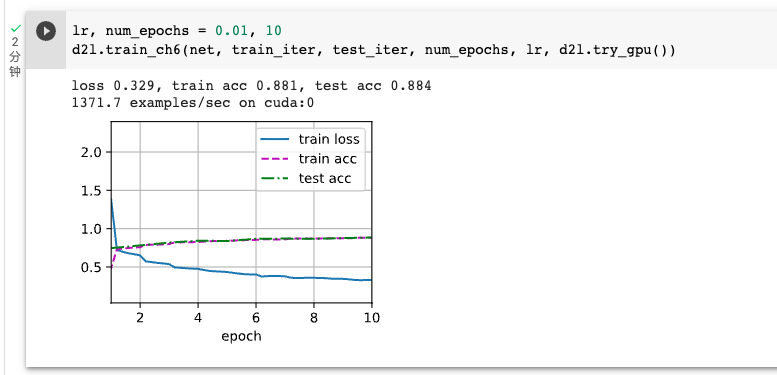 lr, num_epochs = 0.01, 10
d2l.train_ch6(net, train_iter, test_iter, num_epochs, lr, d2l.try_gpu())
2
分
钟
loss 0.329, train acc 0.881, test acc 0.884
1371.7 examples/sec on cuda:0
train loss
train acc
test acc
2.0
1.5
1.0
0.5
2 4 6 8 10
epoch